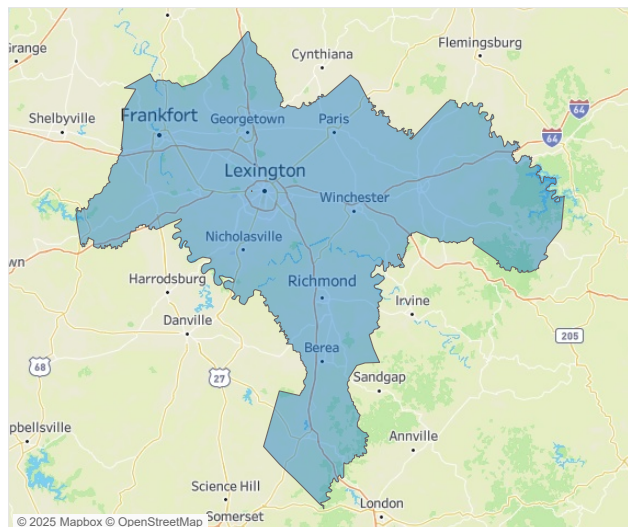 Grange
Cynthiana
Flemingsburg
Shelbyville
Frankfort
Georgetown
Paris
64
64
Lexington
Winchester
Nicholasville
wn
Harrodsburg
Richmond
Irvine
Danville
205
68
27
Berea
Sandgap
pbellsville
Annville
Science Hill
London
Somerset
© 2025 Mapbox © OpenStreetMap